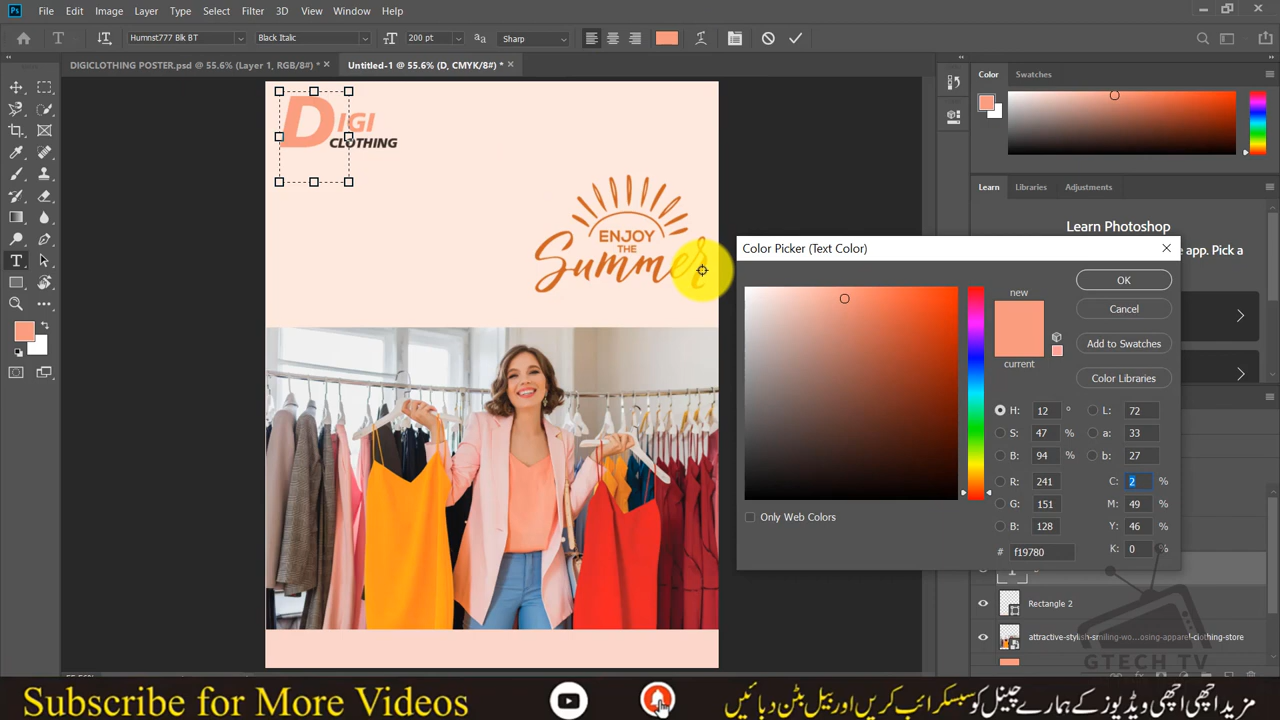 Ps File Edit Image Layer Type Select Filter 3D View Window Help
T Humnst777 Blk BT Black Italic 200 pt Sharp
DIGICLOTHING POSTER.psd @ 55.6% (Layer 1, RGB/8#) * × Untitled-1 @ 55.6% (D, CMYK/8#) * ×
Color Swatches
DIGI
CLOTHING
ENJOY
THE
Summer
Learn Libraries Adjustments
Learn Photoshop
app. Pick a
Color Picker (Text Color)
new
current
OK
Cancel
Add to Swatches
Color Libraries
H: 12 ° L: 72
S: 47 % a: 33
B: 94 % b: 27
R: 241 C: 2 %
G: 151 M: 49 %
B: 128 Y: 46 %
# f19780 K: 0 %
Only Web Colors
Rectangle 2
attractive-stylish-smiling-wo...osing-apparel-clothing-store
GTECH TV
Subscribe for More Videos
مزید اچھی اچھی ویڈیوز کے ہمارے چینل کو سبسکرائب کریں اور بیل بٹن دبائیں